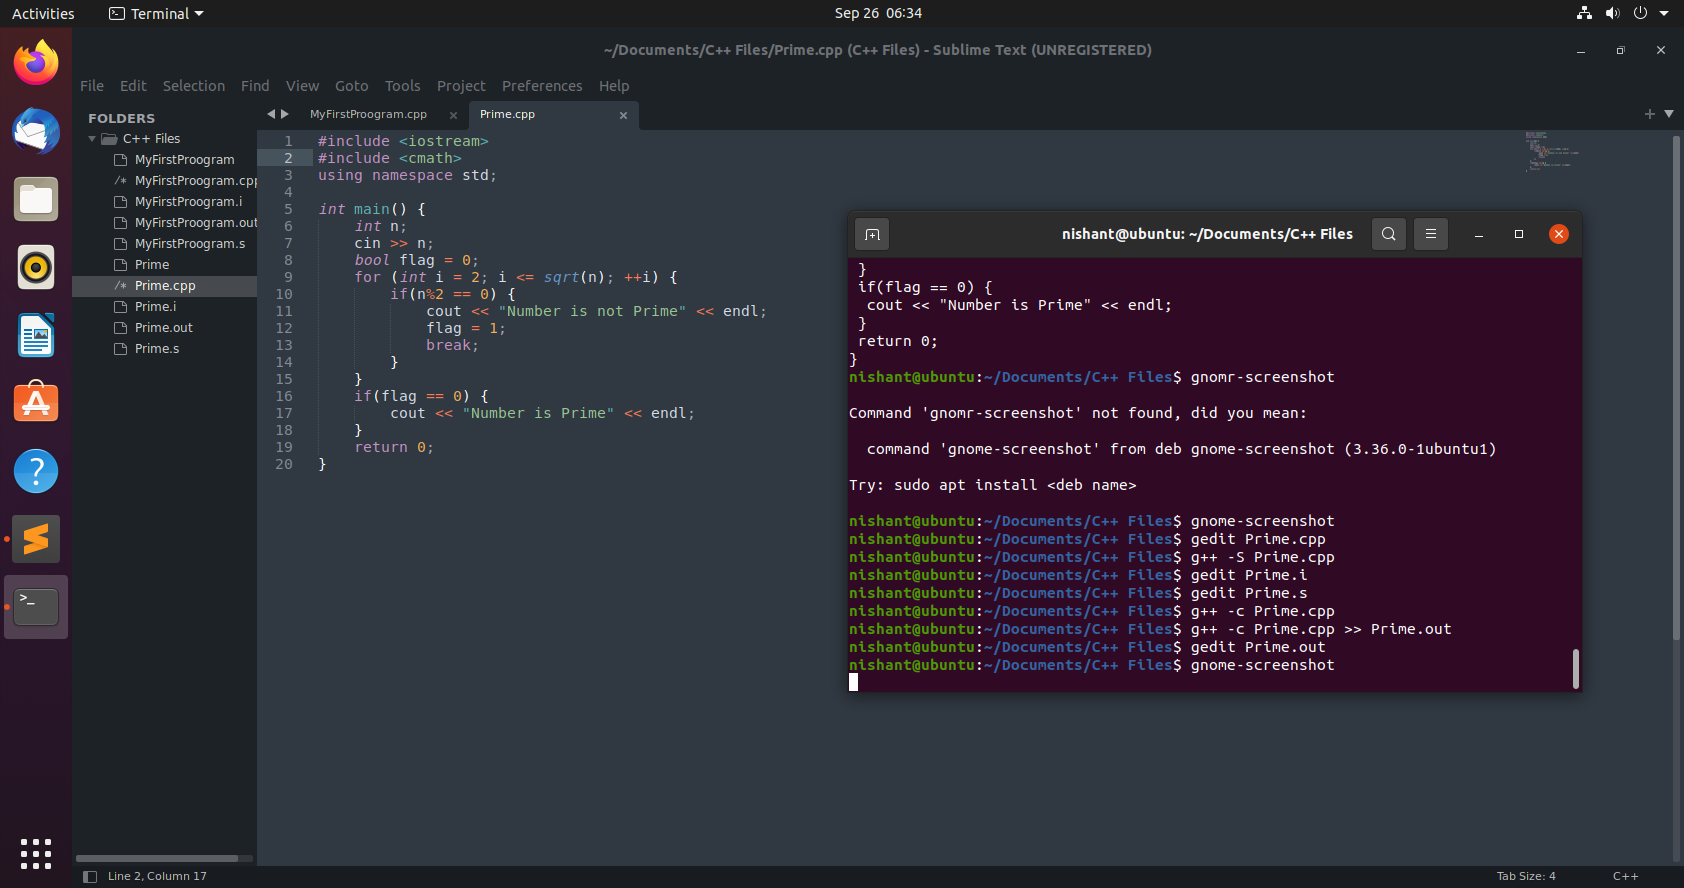 Activities
Terminal
Sep 26 06:34
~/Documents/C++ Files/Prime.cpp (C++ Files) - Sublime Text (UNREGISTERED)
File Edit Selection Find View Goto Tools Project Preferences Help
FOLDERS
C++ Files
MyFirstProogram
MyFirstProogram.cpp
MyFirstProogram.i
MyFirstProogram.out
MyFirstProogram.s
Prime
/* Prime.cpp
Prime.i
Prime.out
Prime.s
MyFirstProogram.cpp
Prime.cpp
1 #include <iostream>
2 #include <cmath>
3 using namespace std;
4
5 int main() {
6 int n;
7 cin >> n;
8 bool flag = 0;
9 for (int i = 2; i <= sqrt(n); ++i) {
10 if(n%2 == 0) {
11 cout << "Number is not Prime" << endl;
12 flag = 1;
13 break;
14 }
15 }
16 if(flag == 0) {
17 cout << "Number is Prime" << endl;
18 }
19 return 0;
20 }
nishant@ubuntu: ~/Documents/C++ Files
}
if(flag == 0) {
cout << "Number is Prime" << endl;
}
return 0;
}
nishant@ubuntu:~/Documents/C++ Files$ gnomr-screenshot
Command 'gnomr-screenshot' not found, did you mean:
command 'gnome-screenshot' from deb gnome-screenshot (3.36.0-1ubuntu1)
Try: sudo apt install <deb name>
nishant@ubuntu:~/Documents/C++ Files$ gnome-screenshot
nishant@ubuntu:~/Documents/C++ Files$ gedit Prime.cpp
nishant@ubuntu:~/Documents/C++ Files$ g++ -S Prime.cpp
nishant@ubuntu:~/Documents/C++ Files$ gedit Prime.i
nishant@ubuntu:~/Documents/C++ Files$ gedit Prime.s
nishant@ubuntu:~/Documents/C++ Files$ g++ -c Prime.cpp
nishant@ubuntu:~/Documents/C++ Files$ g++ -c Prime.cpp >> Prime.out
nishant@ubuntu:~/Documents/C++ Files$ gedit Prime.out
nishant@ubuntu:~/Documents/C++ Files$ gnome-screenshot
Line 2, Column 17
Tab Size: 4
C++